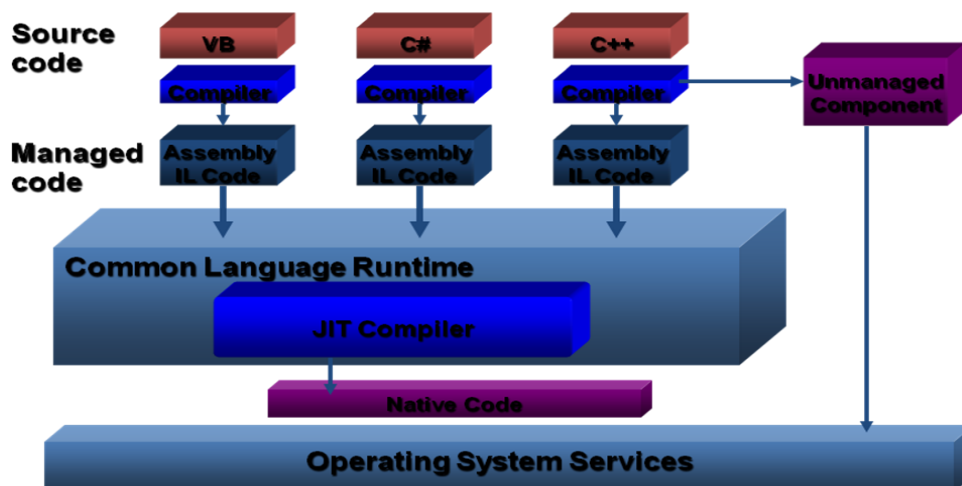 Source
code
VB
C#
C++
Compiler
Compiler
Compiler
Unmanaged
Component
Managed
code
Assembly
IL Code
Assembly
IL Code
Assembly
IL Code
Common Language Runtime
JIT Compiler
Native Code
Operating System Services